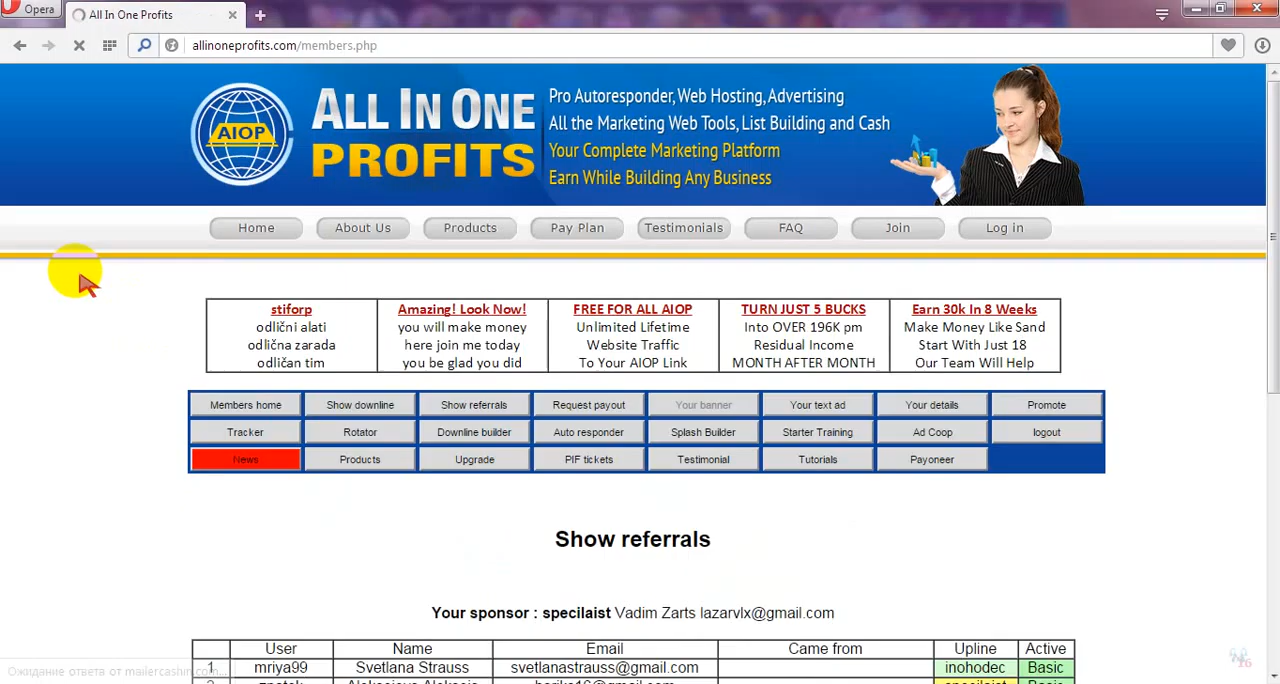 Opera
All In One Profits
allinoneprofits.com/members.php
AIOP
ALL IN ONE
PROFITS
Pro Autoresponder, Web Hosting, Advertising
All the Marketing Web Tools, List Building and Cash
Your Complete Marketing Platform
Earn While Building Any Business
Home About Us Products Pay Plan Testimonials FAQ Join Log in
stiforp Amazing! Look Now! FREE FOR ALL AIOP TURN JUST 5 BUCKS Earn 30k In 8 Weeks
odlični alati you will make money Unlimited Lifetime Into OVER 196K pm Make Money Like Sand
odlična zarada here join me today Website Traffic Residual Income Start With Just 18
odličan tim you be glad you did To Your AIOP Link MONTH AFTER MONTH Our Team Will Help
Members home Show downline Show referrals Request payout Your banner Your text ad Your details Promote
Tracker Rotator Downline builder Auto responder Splash Builder Starter Training Ad Coop logout
News Products Upgrade PIF tickets Testimonial Tutorials Payoneer
Show referrals
Your sponsor : specilaist Vadim Zarts lazarvlx@gmail.com
User Name Email Came from Upline Active
1 mriya99 Svetlana Strauss svetlanastrauss@gmail.com inohodec Basic
Ожидание ответа от mailercashin.com...